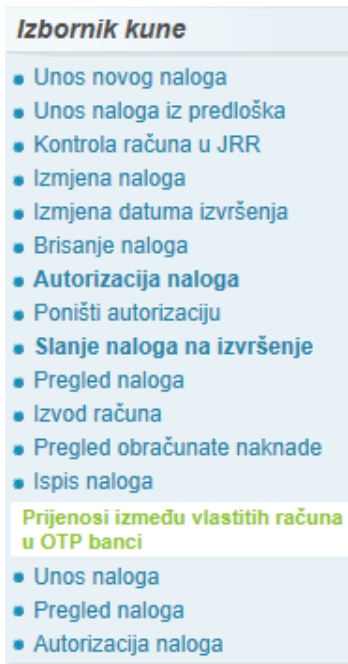 Izbornik kune
Unos novog naloga
Unos naloga iz predloška
Kontrola računa u JRR
Izmjena naloga
Izmjena datuma izvršenja
Brisanje naloga
Autorizacija naloga
Poništi autorizaciju
Slanje naloga na izvršenje
Pregled naloga
Izvod računa
Pregled obračunate naknade
Ispis naloga
Prijenosi između vlastitih računa
u OTP banci
Unos naloga
Pregled naloga
Autorizacija naloga